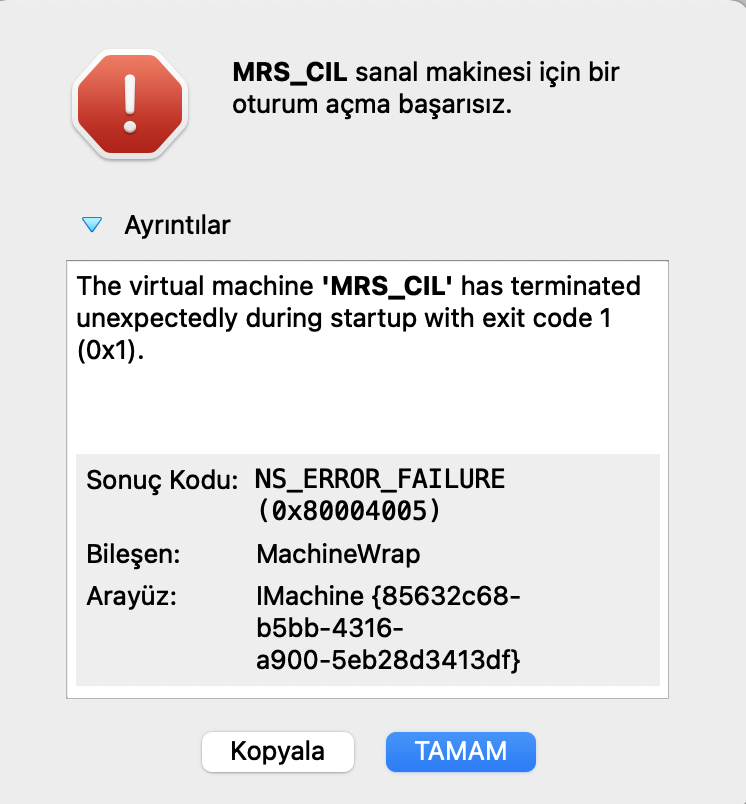 MRS_CIL sanal makinesi için bir
oturum açma başarısız.
Ayrıntılar
The virtual machine 'MRS_CIL' has terminated
unexpectedly during startup with exit code 1
(0x1).
Sonuç Kodu: NS_ERROR_FAILURE
(0x80004005)
Bileşen: MachineWrap
Arayüz: IMachine {85632c68-
b5bb-4316-
a900-5eb28d3413df}
Kopyala TAMAM